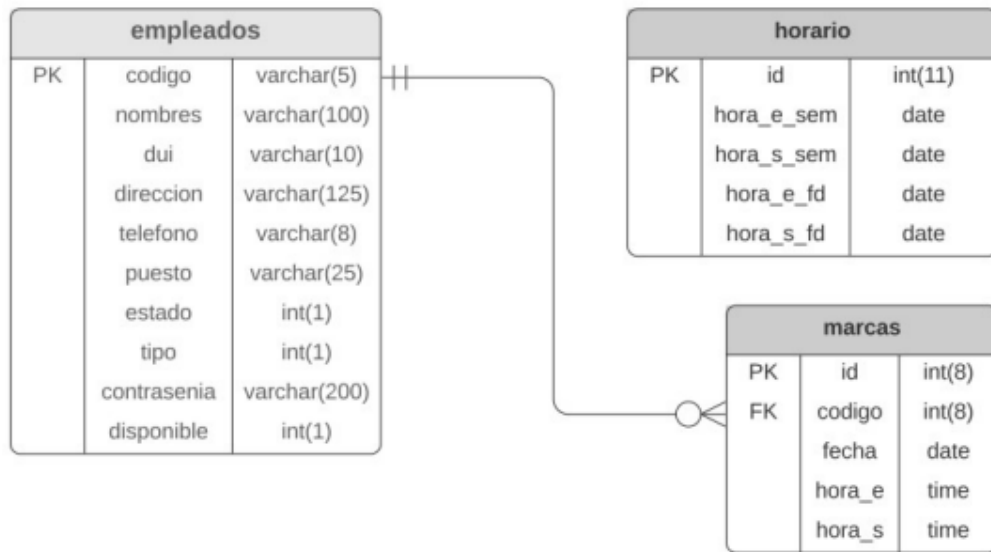 empleados
PK codigo varchar(5)
nombres varchar(100)
dui varchar(10)
direccion varchar(125)
telefono varchar(8)
puesto varchar(25)
estado int(1)
tipo int(1)
contrasenia varchar(200)
disponible int(1)
horario
PK id int(11)
hora_e_sem date
hora_s_sem date
hora_e_fd date
hora_s_fd date
marcas
PK id int(8)
FK codigo int(8)
fecha date
hora_e time
hora_s time